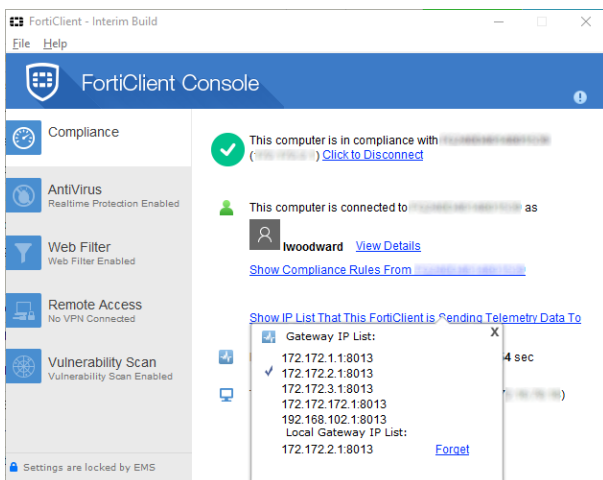 FortiClient - Interim Build
File Help
FortiClient Console
Compliance
AntiVirus
Realtime Protection Enabled
Web Filter
Web Filter Enabled
Remote Access
No VPN Connected
Vulnerability Scan
Vulnerability Scan Enabled
Settings are locked by EMS
This computer is in compliance with
( ) Click to Disconnect
This computer is connected to as
lwoodward View Details
Show Compliance Rules From
Show IP List That This FortiClient is Sending Telemetry Data To
Gateway IP List: X
172.172.1.1:8013
4 sec
172.172.2.1:8013
172.172.3.1:8013
)
172.172.172.1:8013
192.168.102.1:8013
Local Gateway IP List:
172.172.2.1:8013 Forget